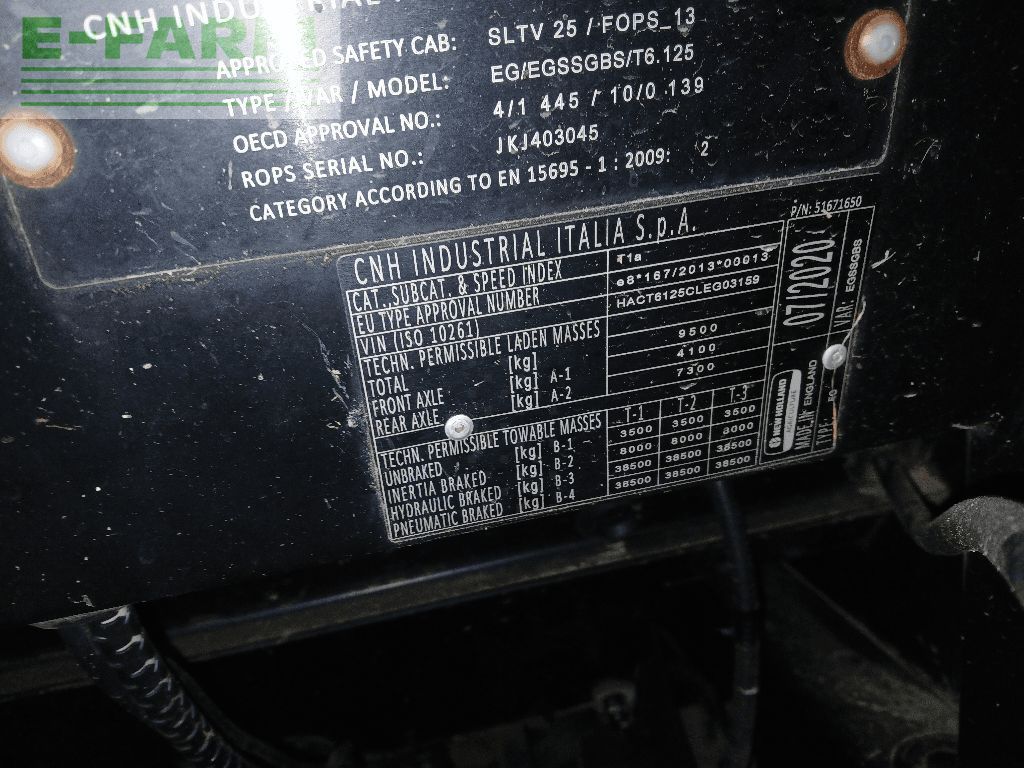 E-FARM
CNH INDUSTRIAL
APPROVED SAFETY CAB: SLTV 25 / FOPS_13
TYPE / VAR / MODEL: EG/EGSSGBS/T6.125
OECD APPROVAL NO.: 4/1 445 / 10/0 139
ROPS SERIAL NO.: JKJ403045
CATEGORY ACCORDING TO EN 15695 - 1 : 2009: 2
CNH INDUSTRIAL ITALIA S.p.A.
CAT., SUBCAT. & SPEED INDEX T1a
EU TYPE APPROVAL NUMBER e8*167/2013*00013
VIN (ISO 10261) HACT6125CLEG03159
TECHN. PERMISSIBLE LADEN MASSES
TOTAL [kg] 9500
FRONT AXLE [kg] A-1 4100
REAR AXLE [kg] A-2 7300
TECHN. PERMISSIBLE TOWABLE MASSES T-1 T-2 T-3
UNBRAKED [kg] B-1 3500 3500 3500
INERTIA BRAKED [kg] B-2 8000 8000 8000
HYDRAULIC BRAKED [kg] B-3 38500 38500 38500
PNEUMATIC BRAKED [kg] B-4 38500 38500 38500
P/N: 51671650
07/2020
VAR: EGSSGBS
NEW HOLLAND
AGRICULTURE
MADE IN ENGLAND
TYPE: EG